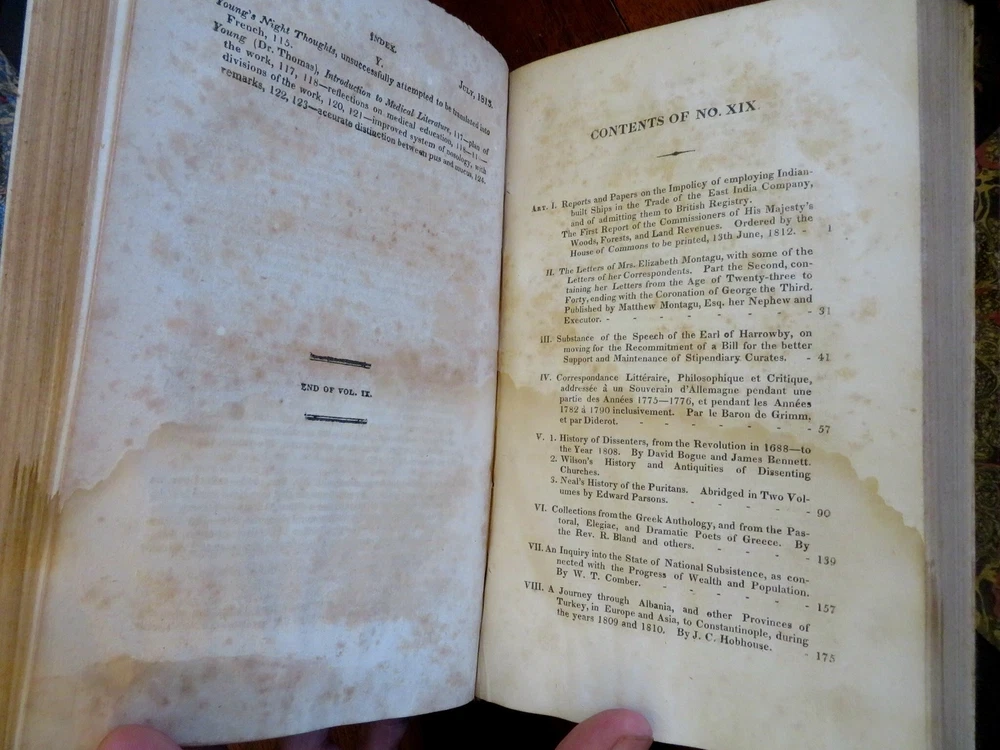 INDEX.
Y.
JULY, 1813.
Young's Night Thoughts, unsuccessfully attempted to be translated into
French, 115.
Young (Dr. Thomas), Introduction to Medical Literature, 117—plan of
the work, 117, 118—reflections on medical education,
divisions of the work, 120, 121—improved system of nosology, with
remarks, 122, 123—accurate distinction between pus and mucus, 124.
END OF VOL. IX.
CONTENTS OF NO. XIX.
ART. I. Reports and Papers on the Impolicy of employing Indian-
built Ships in the Trade of the East India Company,
and of admitting them to British Registry.
The First Report of the Commissioners of His Majesty's
Woods, Forests, and Land Revenues. Ordered by the
House of Commons to be printed, 13th June, 1812. - 1
II. The Letters of Mrs. Elizabeth Montagu, with some of the
Letters of her Correspondents. Part the Second, con-
taining her Letters from the Age of Twenty-three to
Forty, ending with the Coronation of George the Third.
Published by Matthew Montagu, Esq. her Nephew and
Executor. - - - - - - - - 31
III. Substance of the Speech of the Earl of Harrowby, on
moving for the Recommitment of a Bill for the better
Support and Maintenance of Stipendiary Curates. - 41
IV. Correspondance Littéraire, Philosophique et Critique,
addressée à un Souverain d'Allemagne pendant une
partie des Années 1775—1776, et pendant les Années
1782 à 1790 inclusivement. Par le Baron de Grimm,
et par Diderot. - - - - - - - 57
V. 1. History of Dissenters, from the Revolution in 1688—to
the Year 1808. By David Bogue and James Bennett.
2. Wilson's History and Antiquities of Dissenting
Churches.
3. Neal's History of the Puritans. Abridged in Two Vol-
umes by Edward Parsons. - - - - - 90
VI. Collections from the Greek Anthology, and from the Pas-
toral, Elegiac, and Dramatic Poets of Greece. By
the Rev. R. Bland and others. - - - - 139
VII. An Inquiry into the State of National Subsistence, as con-
nected with the Progress of Wealth and Population.
By W. T. Comber. - - - - - - 157
VIII. A Journey through Albania, and other Provinces of
Turkey, in Europe and Asia, to Constantinople, during
the years 1809 and 1810. By J. C. Hobhouse. - 175